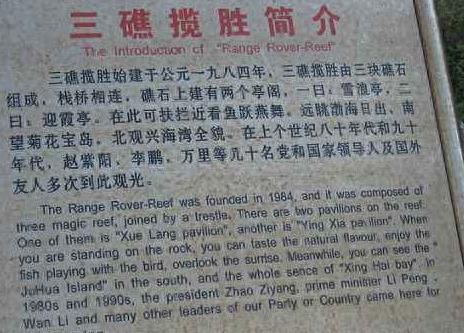 三礁揽胜简介
The Introduction of "Range Rover-Reef"
三礁揽胜始建于公元一九八四年，三礁揽胜由三块礁石
组成，栈桥相连，礁石上建有两个亭阁，一曰：雪浪亭，二
曰：迎霞亭。在此可扶拦近看鱼跃燕舞。远眺渤海日出，南
望菊花宝岛。北观兴海湾全貌。在上个世纪八十年代和九十
年代，赵紫阳、李鹏、万里等几十名党和国家领导人及国外
友人多次到此观光。
The Range Rover-Reef was founded in 1984, and it was composed of
three magic reef, joined by a trestle. There are two pavilions on the reef.
One of them is "Xue Lang pavilion", another is "Ying Xia pavilion". When
you are standing on the rock, you can taste the natural flavour, enjoy the
fish playing with the bird, overlook the sunrise. Meanwhile, you can see the "
JuHua Island" in the south, and the whole sense of "Xing Hai bay". In
1980s and 1990s, the president Zhao Ziyang, prime minister Li Peng,
Wan Li and many other leaders of our Party or Country came here for